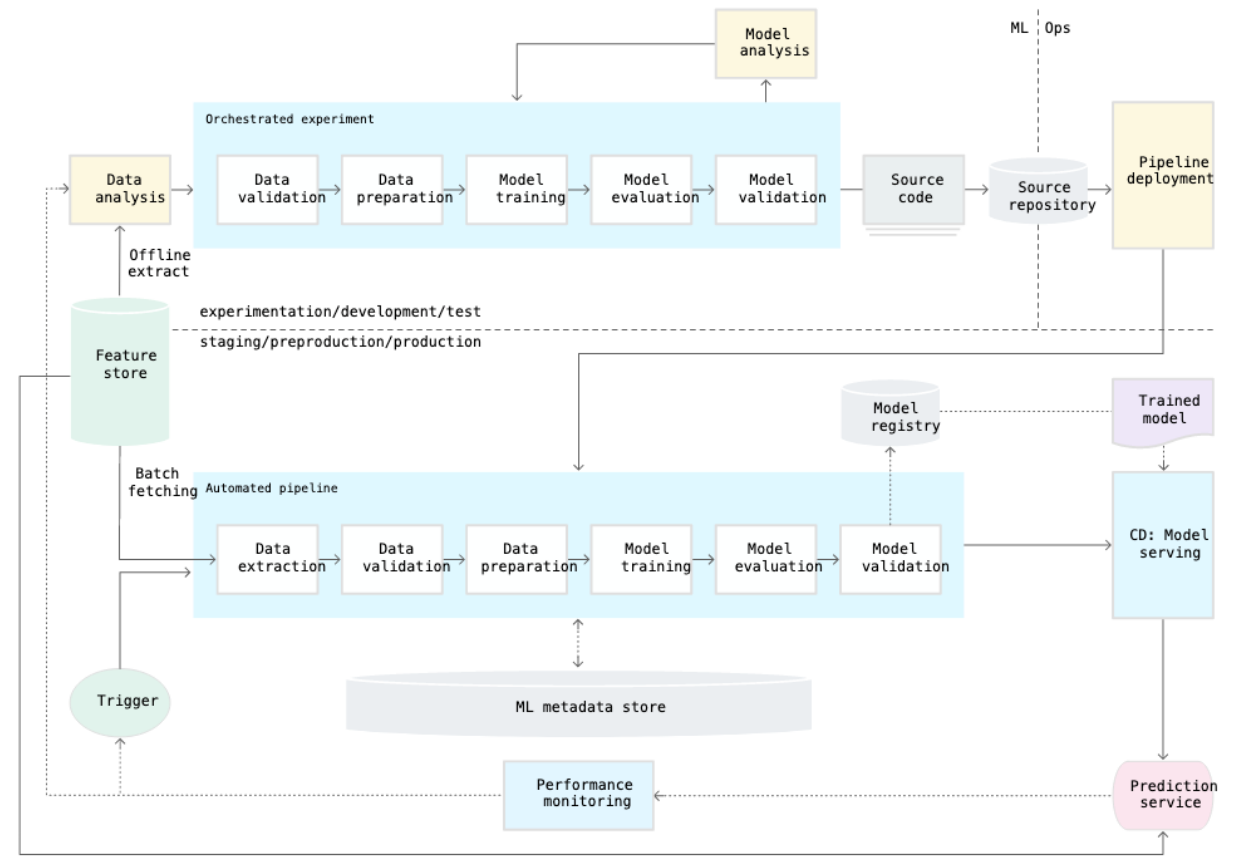 Model
analysis
ML
Ops
Orchestrated experiment
Data
analysis
Data
validation
Data
preparation
Model
training
Model
evaluation
Model
validation
Source
code
Source
repository
Pipeline
deployment
Offline
extract
experimentation/development/test
staging/preproduction/production
Feature
store
Model
registry
Trained
model
Batch
fetching
Automated pipeline
Data
extraction
Data
validation
Data
preparation
Model
training
Model
evaluation
Model
validation
CD: Model
serving
Trigger
ML metadata store
Performance
monitoring
Prediction
service